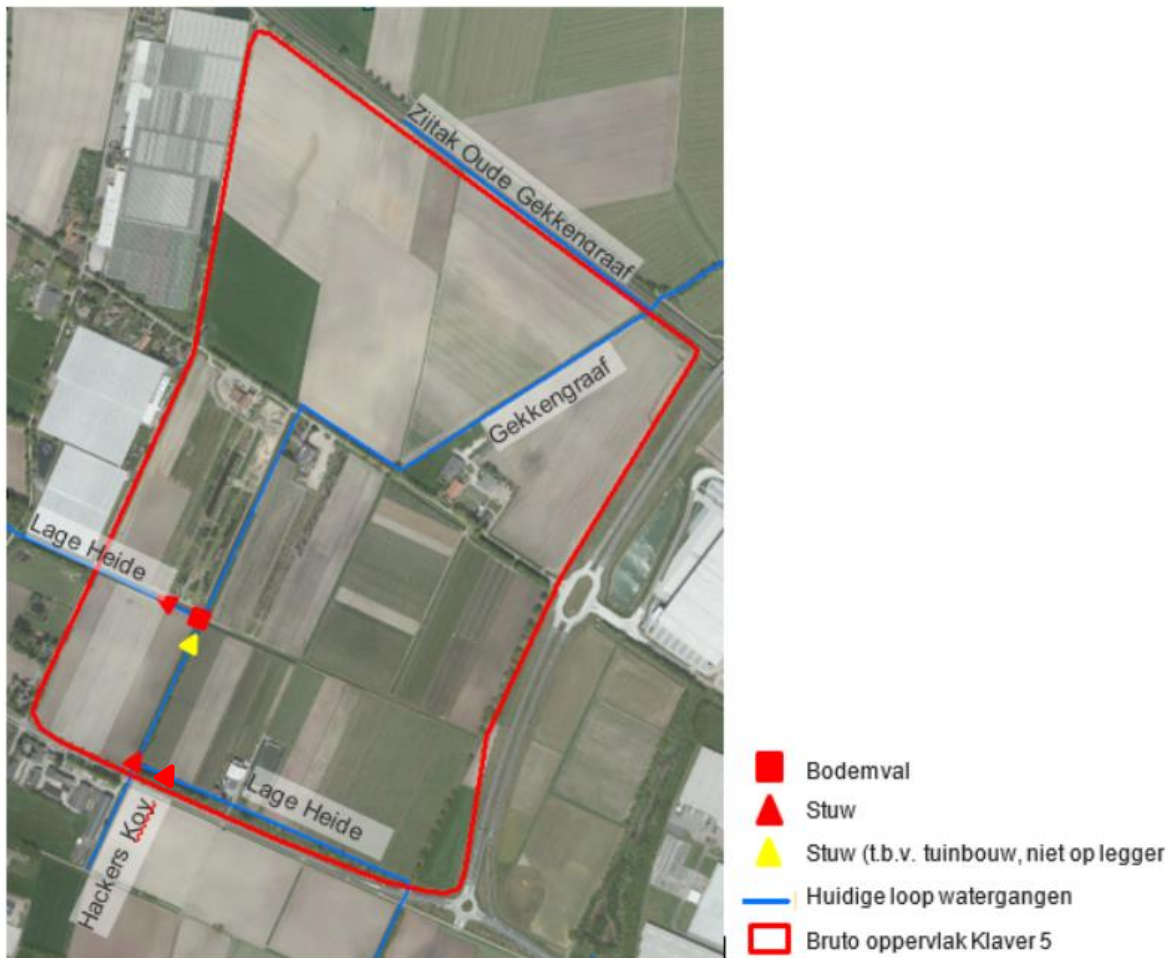 Zijtak Oude Gekkengraaf
Gekkengraaf
Lage Heide
Lage Heide
Hackers Kov
Bodemval
Stuw
Stuw (t.b.v. tuinbouw, niet op legger
Huidige loop watergangen
Bruto oppervlak Klaver 5